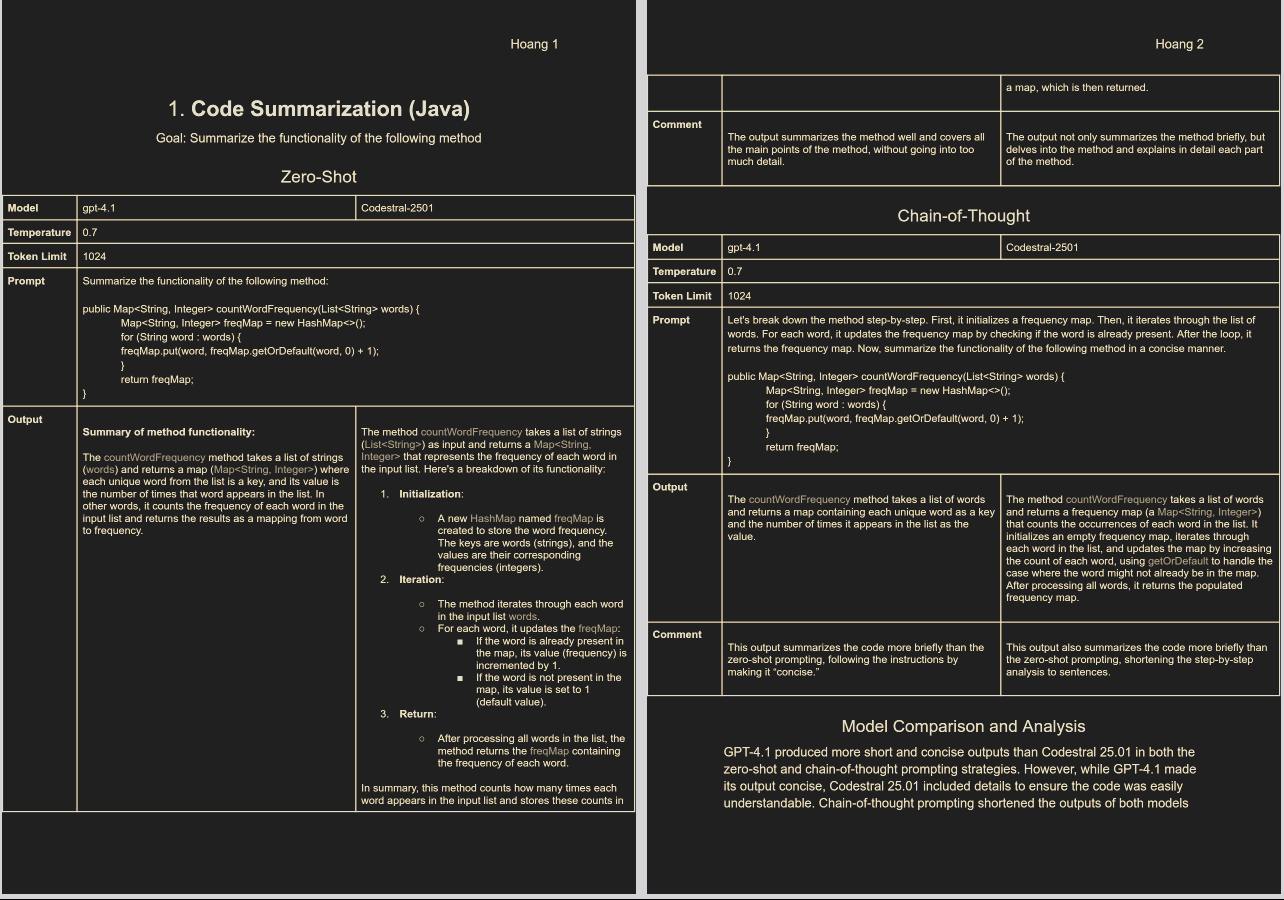 Hoang 1
1. Code Summarization (Java)
Goal: Summarize the functionality of the following method
Zero-Shot
Model
gpt-4.1
Codestral-2501
Temperature
0.7
Token Limit
1024
Prompt
Summarize the functionality of the following method:
public Map<String, Integer> countWordFrequency(List<String> words) {
Map<String, Integer> freqMap = new HashMap<>();
for (String word : words) {
freqMap.put(word, freqMap.getOrDefault(word, 0) + 1);
}
return freqMap;
}
Output
Summary of method functionality:
The countWordFrequency method takes a list of strings
(words) and returns a map (Map<String, Integer>) where
each unique word from the list is a key, and its value is
the number of times that word appears in the list. In
other words, it counts the frequency of each word in the
input list and returns the results as a mapping from word
to frequency.
The method countWordFrequency takes a list of strings
(List<String>) as input and returns a Map<String,
Integer> that represents the frequency of each word in
the input list. Here's a breakdown of its functionality:
1. Initialization:
○ A new HashMap named freqMap is
created to store the word frequency.
The keys are words (strings), and the
values are their corresponding
frequencies (integers).
2. Iteration:
○ The method iterates through each word
in the input list words.
○ For each word, it updates the freqMap:
■ If the word is already present in
the map, its value (frequency) is
incremented by 1.
■ If the word is not present in the
map, its value is set to 1
(default value).
3. Return:
○ After processing all words in the list, the
method returns the freqMap containing
the frequency of each word.
In summary, this method counts how many times each
word appears in the input list and stores these counts in
Hoang 2
a map, which is then returned.
Comment
The output summarizes the method well and covers all
the main points of the method, without going into too
much detail.
The output not only summarizes the method briefly, but
delves into the method and explains in detail each part
of the method.
Chain-of-Thought
Model
gpt-4.1
Codestral-2501
Temperature
0.7
Token Limit
1024
Prompt
Let's break down the method step-by-step. First, it initializes a frequency map. Then, it iterates through the list of
words. For each word, it updates the frequency map by checking if the word is already present. After the loop, it
returns the frequency map. Now, summarize the functionality of the following method in a concise manner.
public Map<String, Integer> countWordFrequency(List<String> words) {
Map<String, Integer> freqMap = new HashMap<>();
for (String word : words) {
freqMap.put(word, freqMap.getOrDefault(word, 0) + 1);
}
return freqMap;
}
Output
The countWordFrequency method takes a list of words
and returns a map containing each unique word as a key
and the number of times it appears in the list as the
value.
The method countWordFrequency takes a list of words
and returns a frequency map (a Map<String, Integer>)
that counts the occurrences of each word in the list. It
initializes an empty frequency map, iterates through
each word in the list, and updates the map by increasing
the count of each word, using getOrDefault to handle the
case where the word might not already be in the map.
After processing all words, it returns the populated
frequency map.
Comment
This output summarizes the code more briefly than the
zero-shot prompting, following the instructions by
making it “concise.”
This output also summarizes the code more briefly than
the zero-shot prompting, shortening the step-by-step
analysis to sentences.
Model Comparison and Analysis
GPT-4.1 produced more short and concise outputs than Codestral 25.01 in both the
zero-shot and chain-of-thought prompting strategies. However, while GPT-4.1 made
its output concise, Codestral 25.01 included details to ensure the code was easily
understandable. Chain-of-thought prompting shortened the outputs of both models